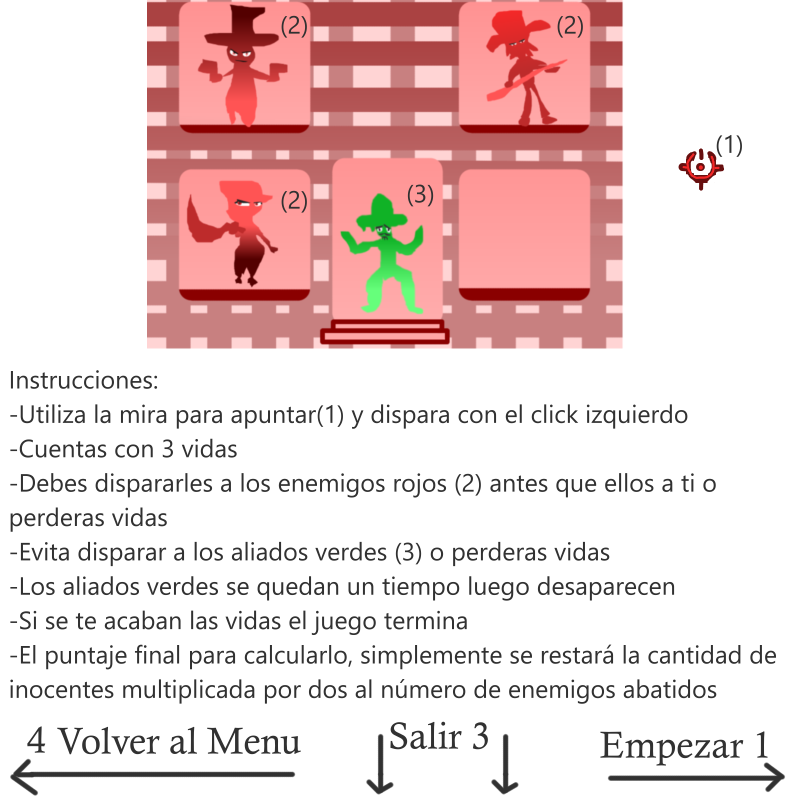 (2)
(2)
(1)
(2)
(3)
Instrucciones:
-Utiliza la mira para apuntar(1) y dispara con el click izquierdo
-Cuentas con 3 vidas
-Debes dispararles a los enemigos rojos (2) antes que ellos a ti o
perderas vidas
-Evita disparar a los aliados verdes (3) o perderas vidas
-Los aliados verdes se quedan un tiempo luego desaparecen
-Si se te acaban las vidas el juego termina
-El puntaje final para calcularlo, simplemente se restará la cantidad de
inocentes multiplicada por dos al número de enemigos abatidos
4 Volver al Menu
Salir 3
Empezar 1